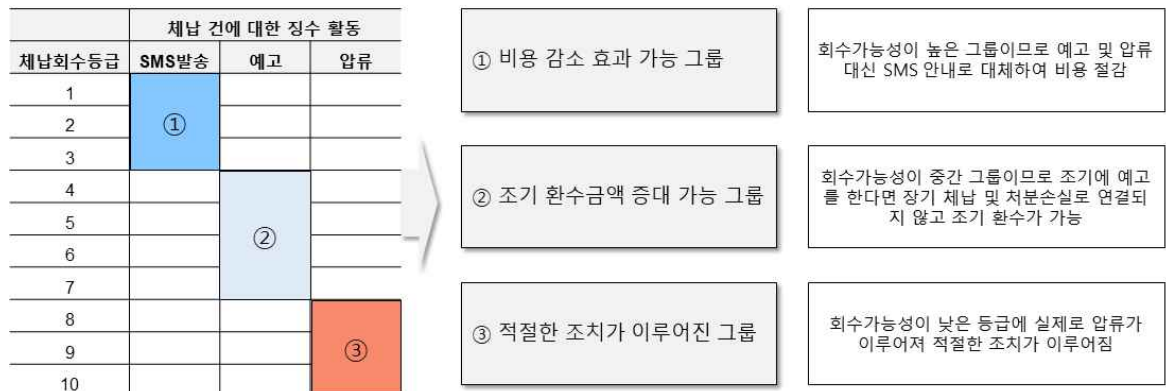 체납 건에 대한 징수 활동
체납회수등급 SMS발송 예고 압류
1
2
3
4
5
6
7
8
9
10
①
②
③
① 비용 감소 효과 가능 그룹
회수가능성이 높은 그룹이므로 예고 및 압류
대신 SMS 안내로 대체하여 비용 절감
② 조기 환수금액 증대 가능 그룹
회수가능성이 중간 그룹이므로 조기에 예고
를 한다면 장기 체납 및 처분손실로 연결되
지 않고 조기 환수가 가능
③ 적절한 조치가 이루어진 그룹
회수가능성이 낮은 등급에 실제로 압류가
이루어져 적절한 조치가 이루어짐